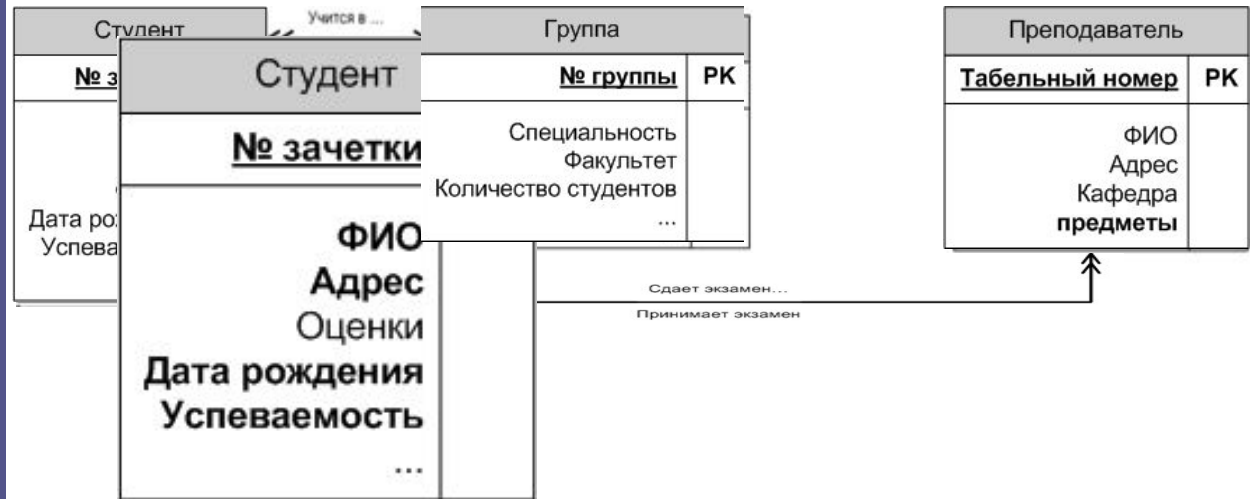 Студент
№ з
Дата ро
Успева
Учится в ...
Студент
№ зачетки
ФИО
Адрес
Оценки
Дата рождения
Успеваемость
...
Группа
№ группы PK
Специальность
Факультет
Количество студентов
...
Преподаватель
Табельный номер PK
ФИО
Адрес
Кафедра
предметы
Сдает экзамен...
Принимает экзамен